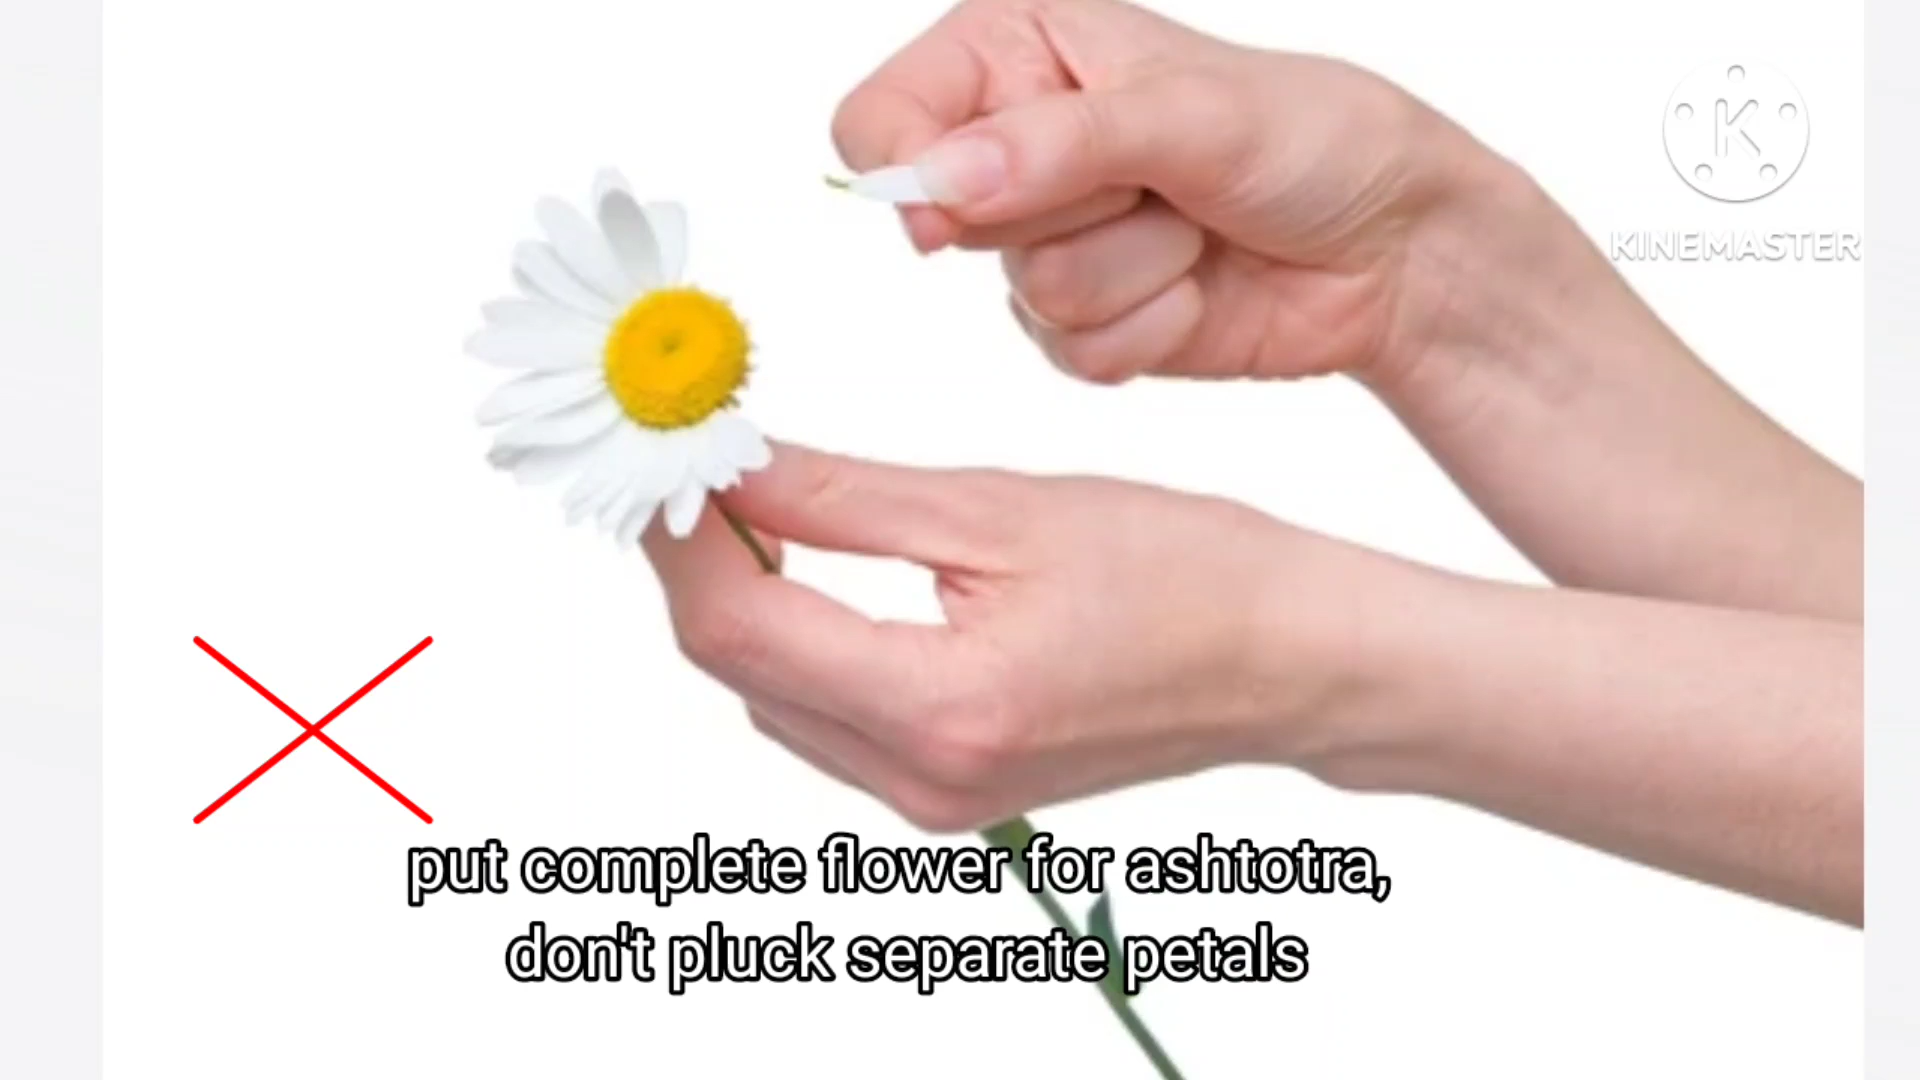 K
KINEMASTER
put complete flower for ashtotra,
don't pluck separate petals